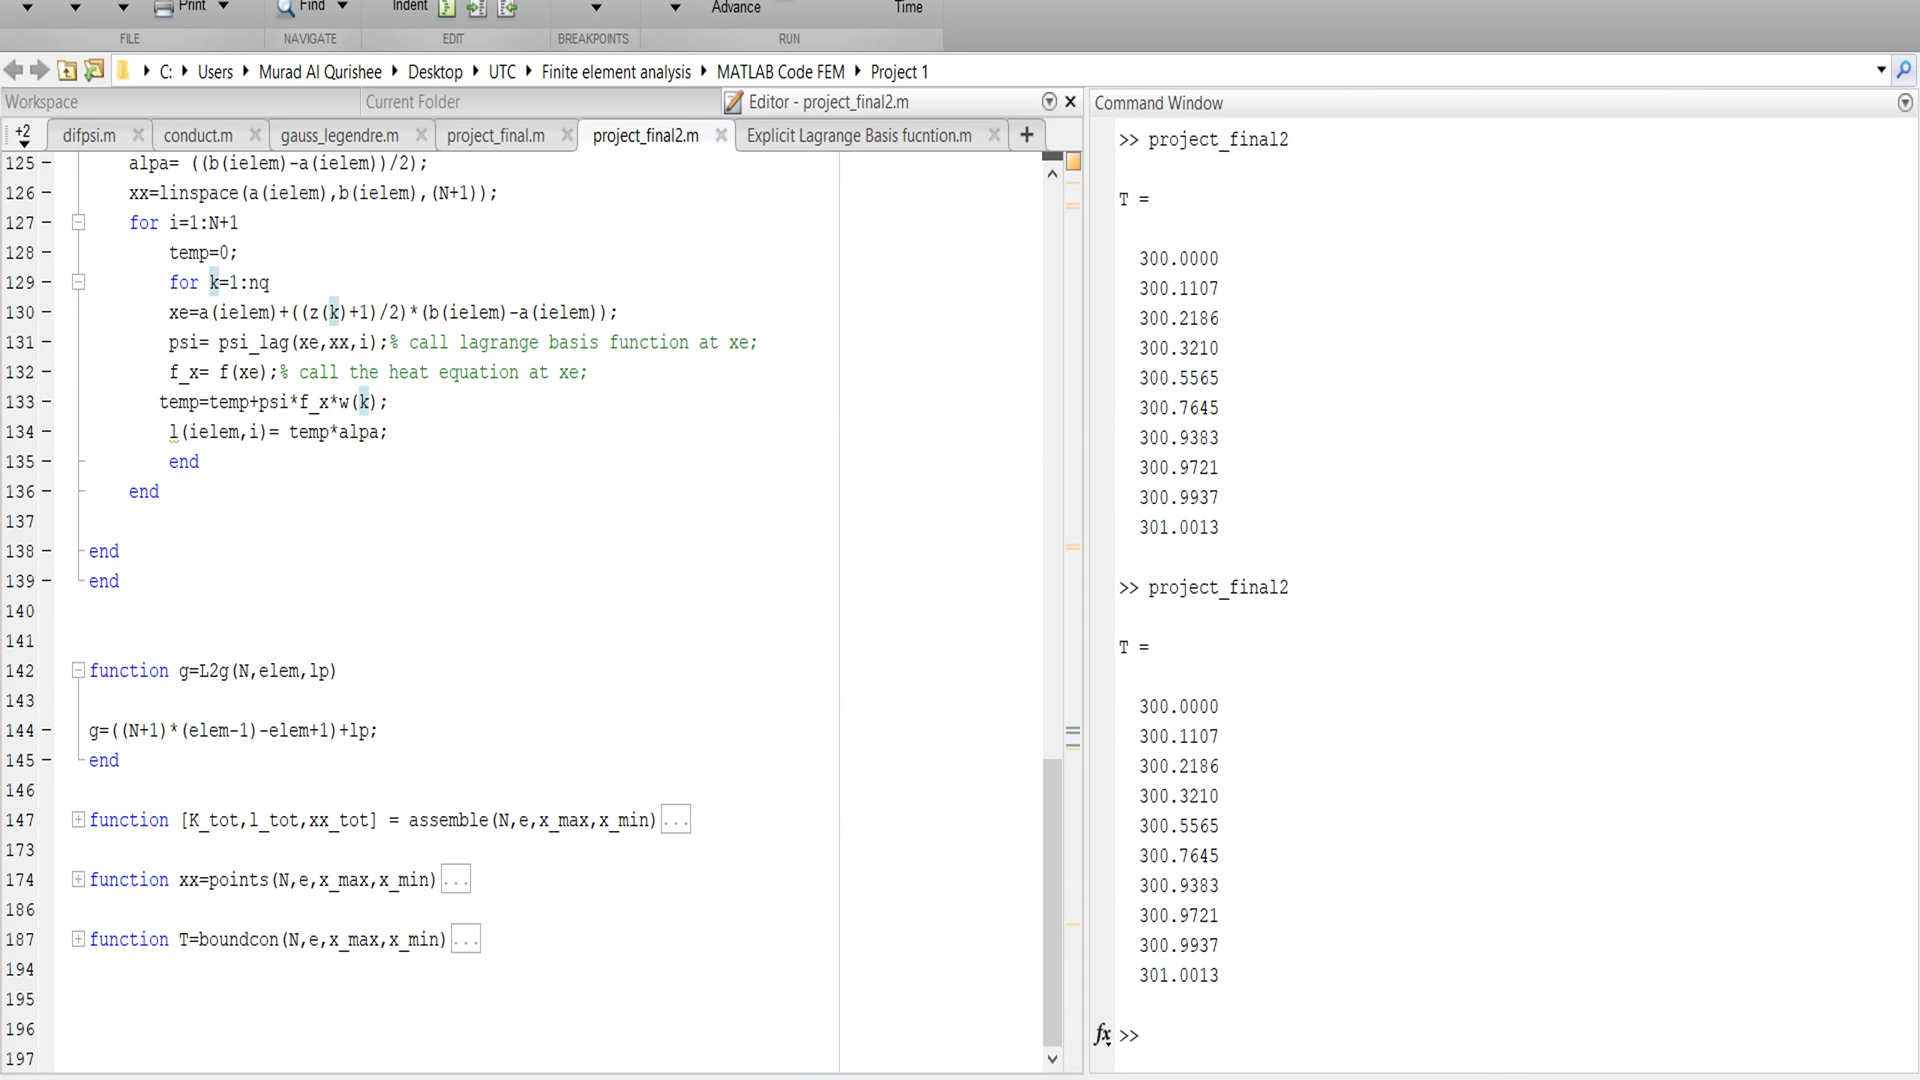 Print Find Indent Advance Time
FILE NAVIGATE EDIT BREAKPOINTS RUN
C: Users Murad Al Qurishee Desktop UTC Finite element analysis MATLAB Code FEM Project 1
Workspace Current Folder Editor - project_final2.m
+2 difpsi.m conduct.m gauss_legendre.m project_final.m project_final2.m Explicit Lagrange Basis fucntion.m +
125 – alpa= ((b(ielem)-a(ielem))/2);
126 – xx=linspace(a(ielem),b(ielem),(N+1));
127 – for i=1:N+1
128 – temp=0;
129 – for k=1:nq
130 – xe=a(ielem)+((z(k)+1)/2)*(b(ielem)-a(ielem));
131 – psi= psi_lag(xe,xx,i);% call lagrange basis function at xe;
132 – f_x= f(xe);% call the heat equation at xe;
133 – temp=temp+psi*f_x*w(k);
134 – l(ielem,i)= temp*alpa;
135 – end
136 – end
137
138 – end
139 – end
140
141
142 function g=L2g(N,elem,lp)
143
144 – g=((N+1)*(elem-1)-elem+1)+lp;
145 – end
146
147 function [K_tot,l_tot,xx_tot] = assemble(N,e,x_max,x_min) ...
173
174 function xx=points(N,e,x_max,x_min) ...
186
187 function T=boundcon(N,e,x_max,x_min) ...
194
195
196
197
Command Window
>> project_final2
T =
300.0000
300.1107
300.2186
300.3210
300.5565
300.7645
300.9383
300.9721
300.9937
301.0013
>> project_final2
T =
300.0000
300.1107
300.2186
300.3210
300.5565
300.7645
300.9383
300.9721
300.9937
301.0013
fx >>